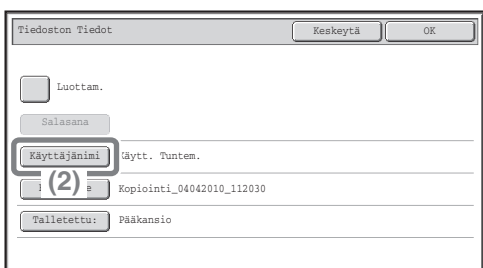 Tiedoston Tiedot Keskeytä OK
Luottam.
Salasana
Käyttäjänimi Käytt. Tuntem.
(2) Kopiointi_04042010_112030
Talletettu: Pääkansio